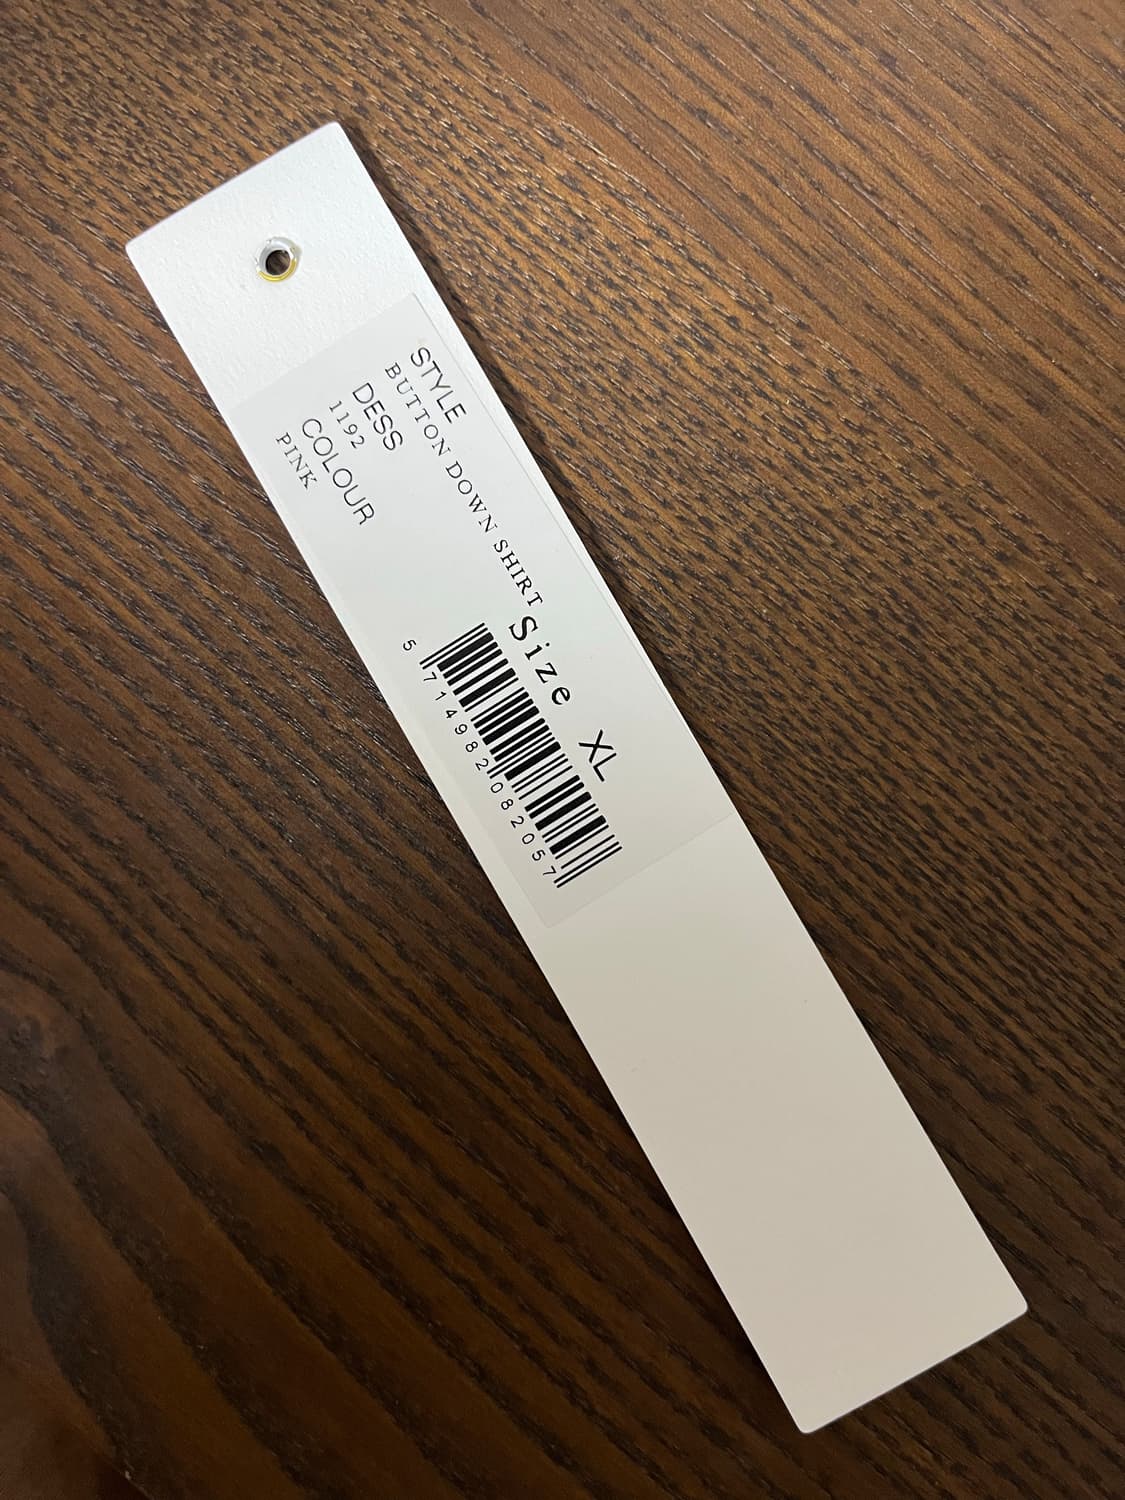 STYLE
BUTTON DOWN SHIRT
DESS
1192
COLOUR
PINK
Size XL
5 714982 082057